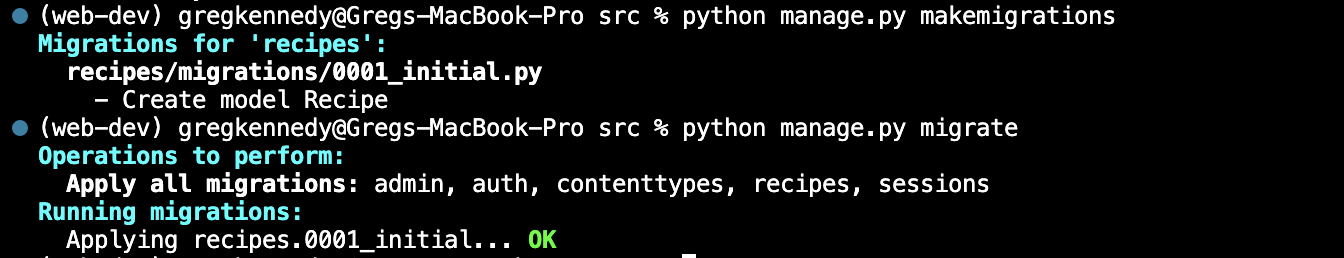 (web-dev) gregkennedy@Gregs-MacBook-Pro src % python manage.py makemigrations
Migrations for 'recipes':
recipes/migrations/0001_initial.py
- Create model Recipe
(web-dev) gregkennedy@Gregs-MacBook-Pro src % python manage.py migrate
Operations to perform:
Apply all migrations: admin, auth, contenttypes, recipes, sessions
Running migrations:
Applying recipes.0001_initial... OK